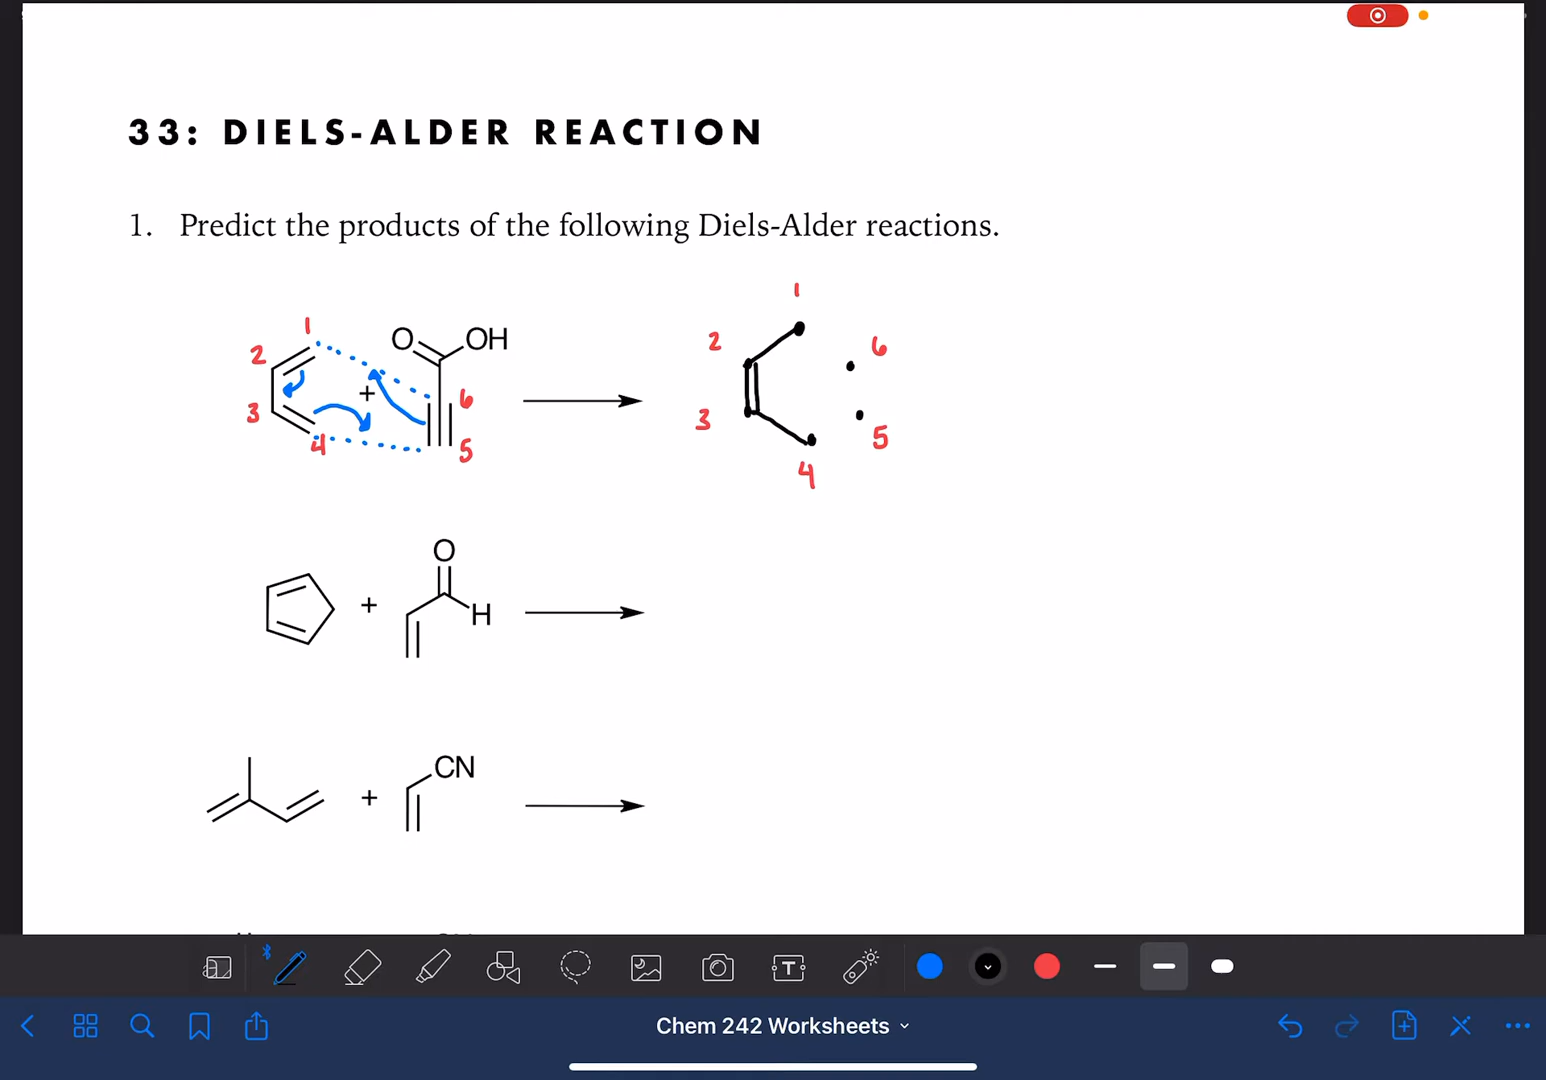 33: DIELS-ALDER REACTION
1. Predict the products of the following Diels-Alder reactions.
1
2
3
4
+
O
OH
6
5
1
2
3
4
6
5
+
O
H
+
CN
T
Chem 242 Worksheets